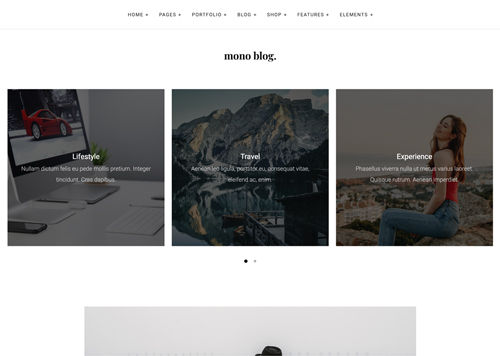 HOME +
PAGES +
PORTFOLIO +
BLOG +
SHOP +
FEATURES +
ELEMENTS +
mono blog.
Lifestyle
Nullam dictum felis eu pede mollis pretium. Integer
tincidunt. Cras dapibus.
Travel
Aenean leo ligula, porttitor eu, consequat vitae,
eleifend ac, enim.
Experience
Phasellus viverra nulla ut metus varius laoreet.
Quisque rutrum. Aenean imperdiet.